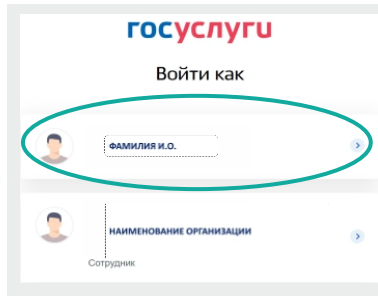 госуслуги
Войти как
ФАМИЛИЯ И.О.
НАИМЕНОВАНИЕ ОРГАНИЗАЦИИ
Сотрудник